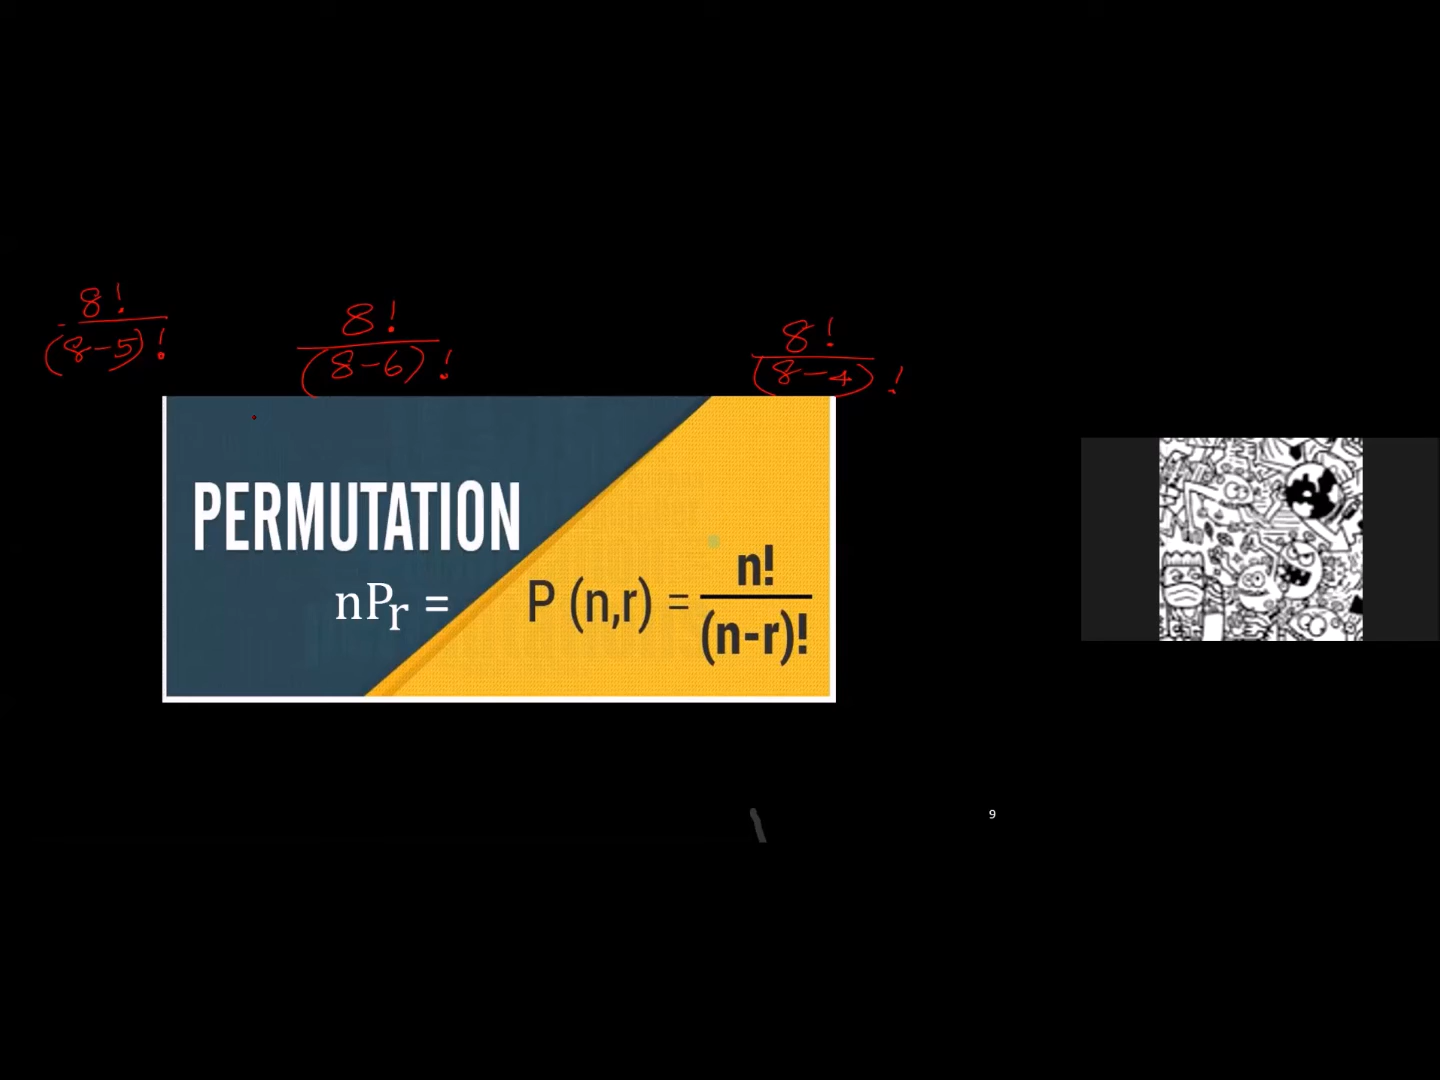 8!
(8-5)!
8!
(8-6)!
8!
(8-4)!
PERMUTATION
nPr = P (n,r) = n!
(n-r)!
9